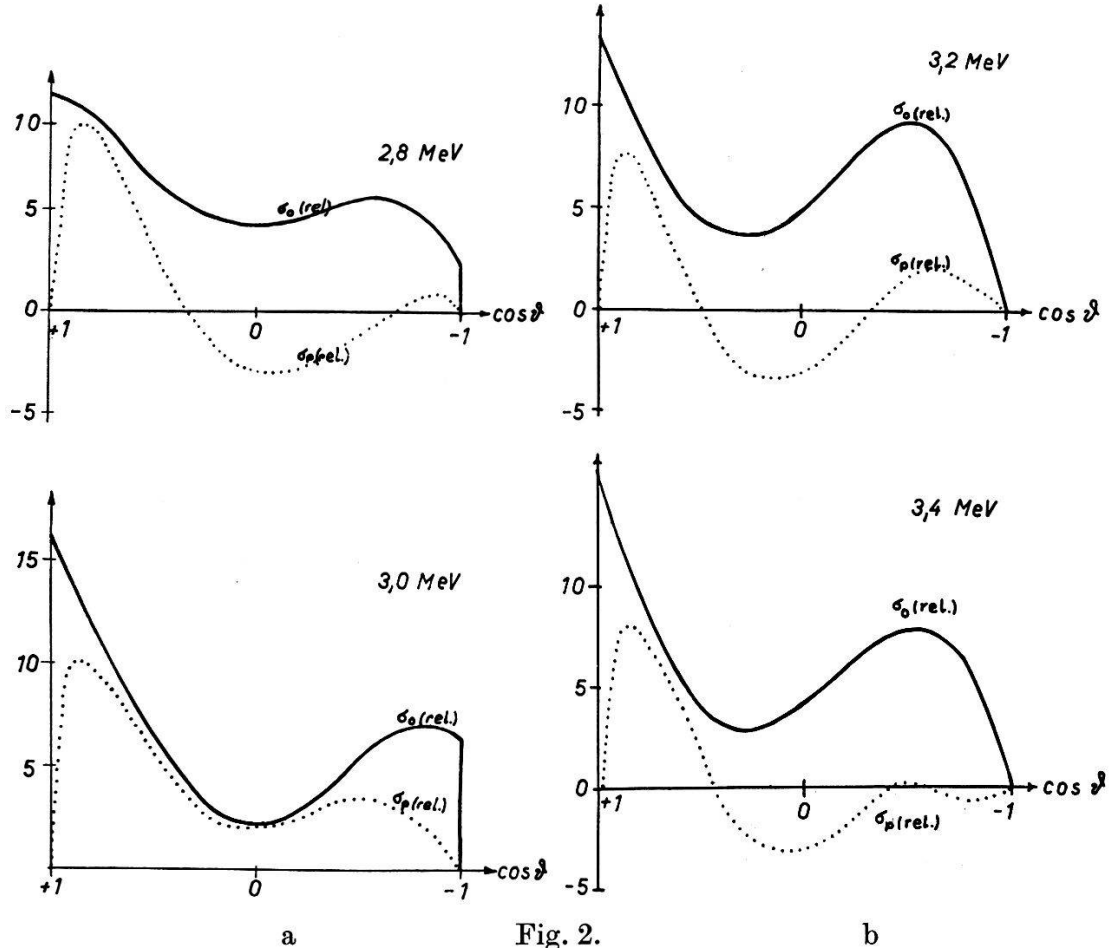 2,8 MeV
10
5
0
-5
σ₀(rel)
σp(rel.)
+1
0
-1
cos ϑ
3,2 MeV
10
5
0
-5
σ₀(rel.)
σp(rel.)
+1
0
-1
cos ϑ
3,0 MeV
15
10
5
σ₀(rel.)
σp(rel.)
+1
0
-1
cos ϑ
3,4 MeV
10
5
0
-5
σ₀(rel.)
σp(rel.)
+1
0
-1
cos ϑ
a Fig. 2. b